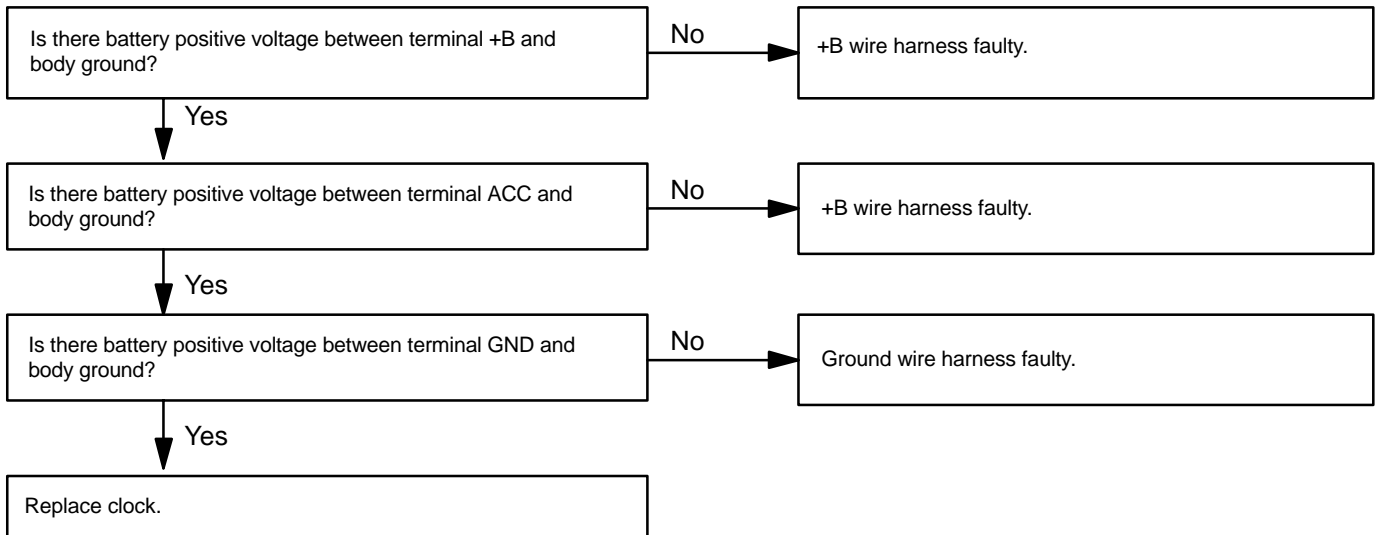 Is there battery positive voltage between terminal +B and
body ground?
No
+B wire harness faulty.
Yes
Is there battery positive voltage between terminal ACC and
body ground?
No
+B wire harness faulty.
Yes
Is there battery positive voltage between terminal GND and
body ground?
No
Ground wire harness faulty.
Yes
Replace clock.